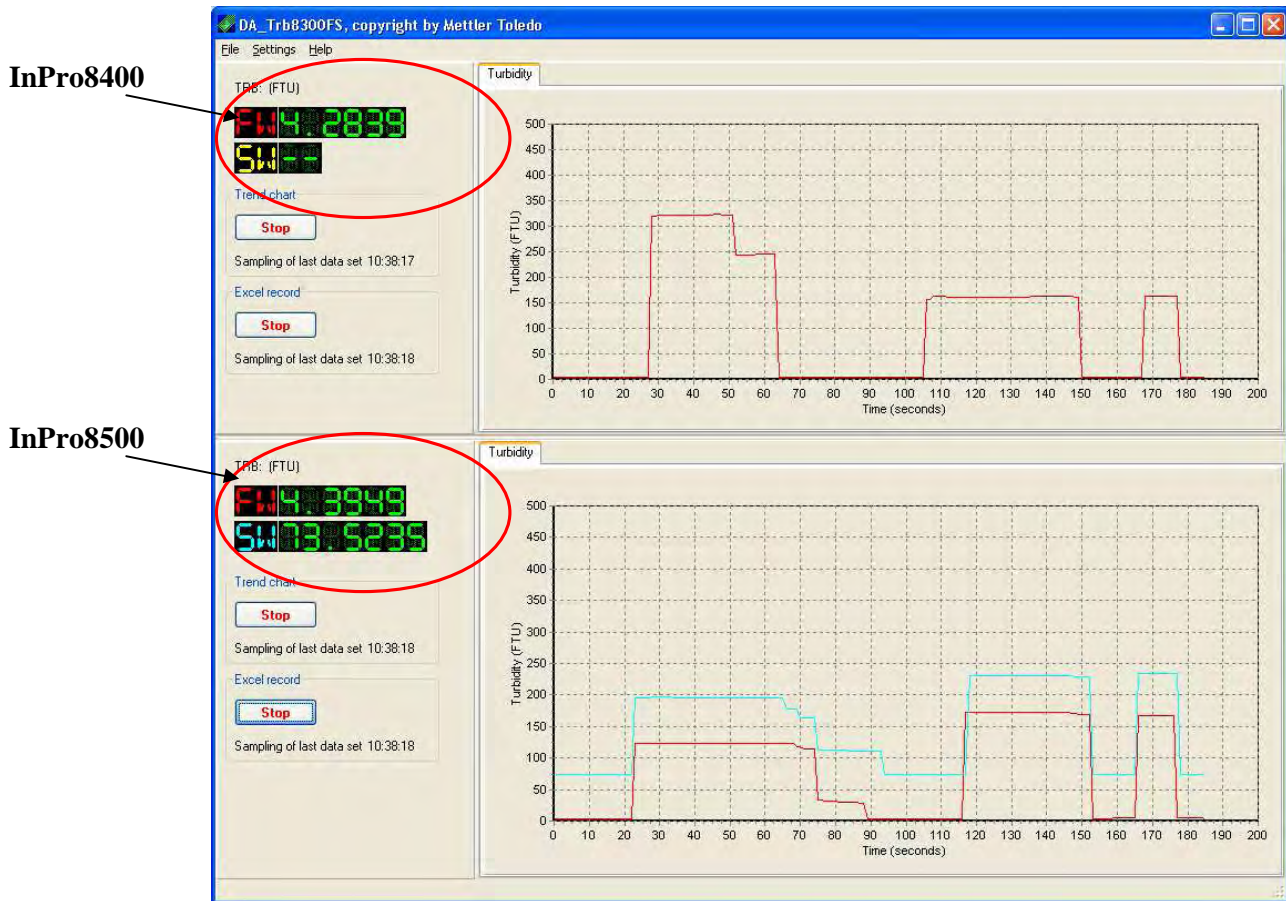 DA_Trb8300FS, copyright by Mettler Toledo
File Settings Help
InPro8400
TRB: (FTU)
FW 4.2839
SW --
Trend chart
Stop
Sampling of last data set 10:38:17
Excel record
Stop
Sampling of last data set 10:38:18
Turbidity
Turbidity (FTU)
500
450
400
350
300
250
200
150
100
50
0
0 10 20 30 40 50 60 70 80 90 100 110 120 130 140 150 160 170 180 190 200
Time (seconds)
InPro8500
TRB: (FTU)
FW 4.3949
SW 73.5235
Trend chart
Stop
Sampling of last data set 10:38:18
Excel record
Stop
Sampling of last data set 10:38:18
Turbidity
Turbidity (FTU)
500
450
400
350
300
250
200
150
100
50
0
0 10 20 30 40 50 60 70 80 90 100 110 120 130 140 150 160 170 180 190 200
Time (seconds)